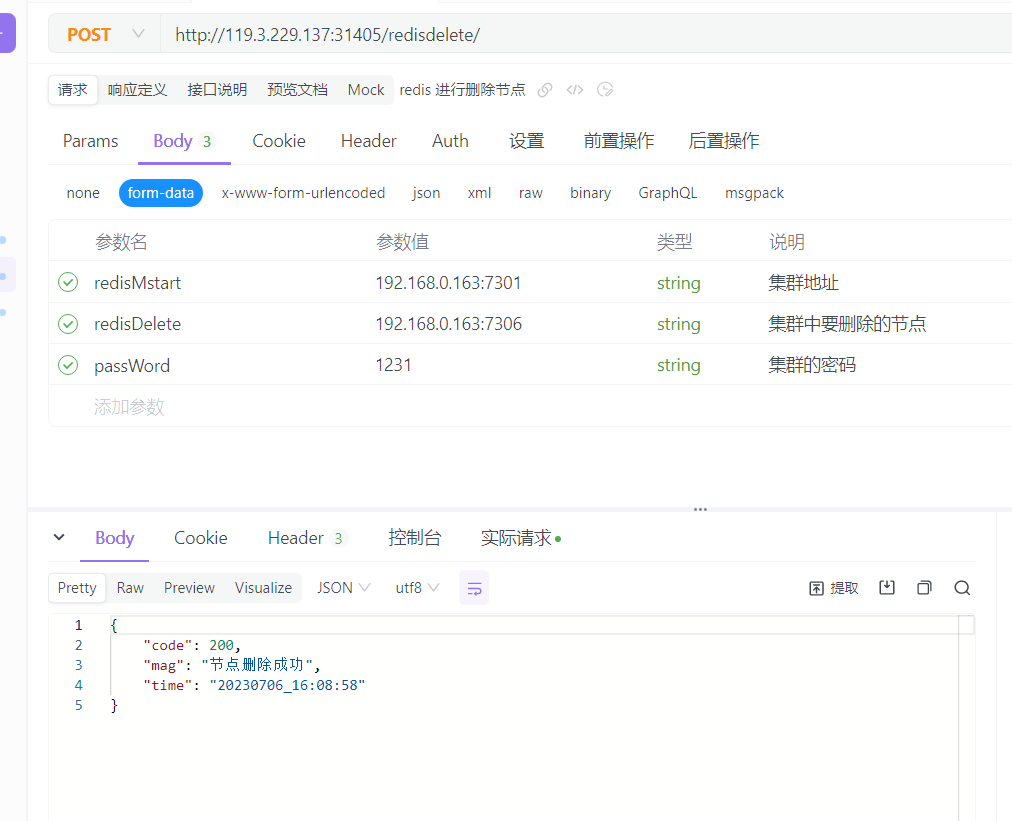 POST http://119.3.229.137:31405/redisdelete/
请求 响应定义 接口说明 预览文档 Mock redis 进行删除节点
Params Body 3 Cookie Header Auth 设置 前置操作 后置操作
none form-data x-www-form-urlencoded json xml raw binary GraphQL msgpack
参数名 参数值 类型 说明
redisMstart 192.168.0.163:7301 string 集群地址
redisDelete 192.168.0.163:7306 string 集群中要删除的节点
passWord 1231 string 集群的密码
添加参数
Body Cookie Header 3 控制台 实际请求
Pretty Raw Preview Visualize JSON utf8 提取
1 {
2 "code": 200,
3 "mag": "节点删除成功",
4 "time": "20230706_16:08:58"
5 }